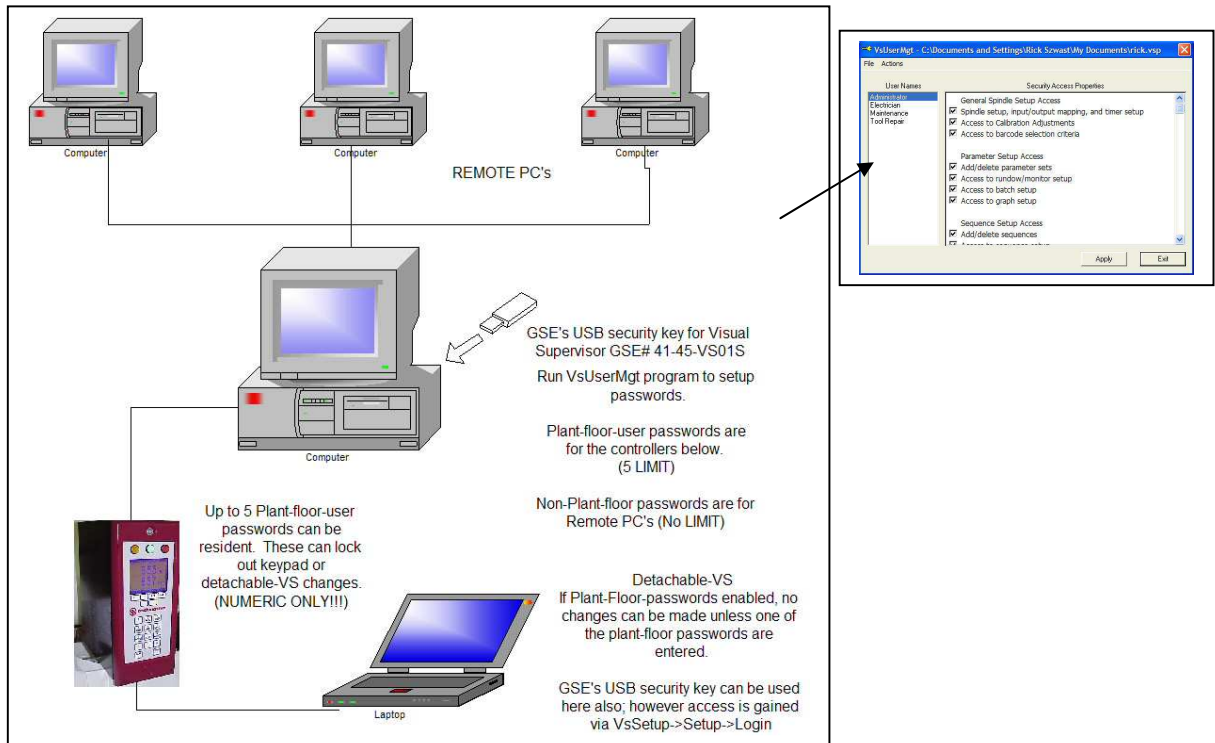 Computer
Computer
Computer
REMOTE PC's
GSE's USB security key for Visual
Supervisor GSE# 41-45-VS01S
Run VsUserMgt program to setup
passwords.
Plant-floor-user passwords are
for the controllers below.
(5 LIMIT)
Non-Plant-floor passwords are for
Remote PC's (No LIMIT)
Computer
Up to 5 Plant-floor-user
passwords can be
resident. These can lock
out keypad or
detachable-VS changes.
(NUMERIC ONLY!!!)
Detachable-VS
If Plant-Floor-passwords enabled, no
changes can be made unless one of
the plant-floor passwords are
entered.
GSE's USB security key can be used
here also; however access is gained
via VsSetup->Setup->Login
Laptop
VsUserMgt - C:\Documents and Settings\Rick Szwast\My Documents\rick.vsp
File Actions
User Names
Administrator
Electrician
Maintenance
Tool Repair
Security Access Properties
General Spindle Setup Access
Spindle setup, input/output mapping, and timer setup
Access to Calibration Adjustments
Access to barcode selection criteria
Parameter Setup Access
Add/delete parameter sets
Access to rundow/monitor setup
Access to batch setup
Access to graph setup
Sequence Setup Access
Add/delete sequences
Access to sequence setup
Apply Exit